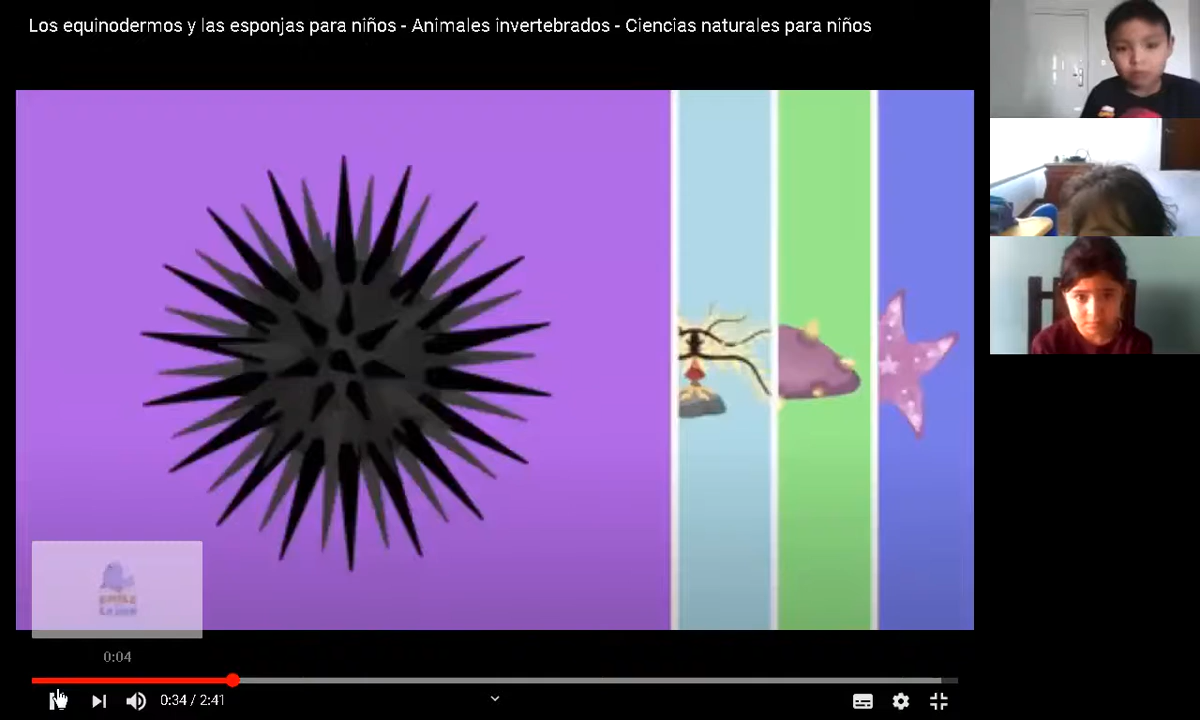 Los equinodermos y las esponjas para niños - Animales invertebrados - Ciencias naturales para niños
0:04
0:34 / 2:41